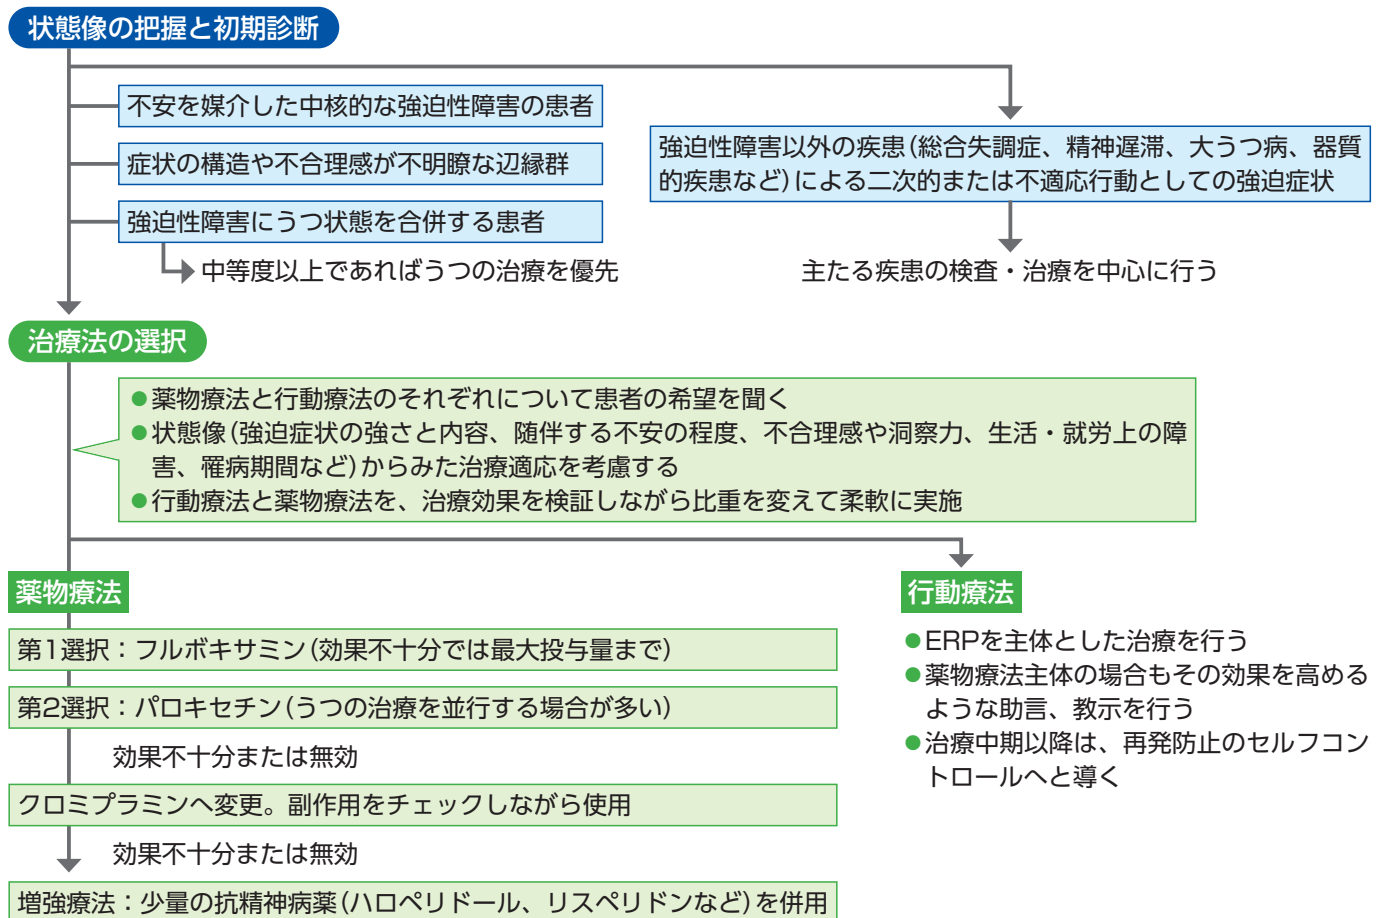 状態像の把握と初期診断
不安を媒介した中核的な強迫性障害の患者
症状の構造や不合理感が不明瞭な辺縁群
強迫性障害にうつ状態を合併する患者
中等度以上であればうつの治療を優先
強迫性障害以外の疾患(総合失調症、精神遅滞、大うつ病、器質
的疾患など)による二次的または不適応行動としての強迫症状
主たる疾患の検査・治療を中心に行う
治療法の選択
●薬物療法と行動療法のそれぞれについて患者の希望を聞く
●状態像(強迫症状の強さと内容、随伴する不安の程度、不合理感や洞察力、生活・就労上の障
害、罹病期間など)からみた治療適応を考慮する
●行動療法と薬物療法を、治療効果を検証しながら比重を変えて柔軟に実施
薬物療法
第1選択：フルボキサミン(効果不十分では最大投与量まで)
第2選択：パロキセチン(うつの治療を並行する場合が多い)
効果不十分または無効
クロミプラミンへ変更。副作用をチェックしながら使用
効果不十分または無効
増強療法：少量の抗精神病薬(ハロペリドール、リスペリドンなど)を併用
行動療法
●ERPを主体とした治療を行う
●薬物療法主体の場合もその効果を高める
ような助言、教示を行う
●治療中期以降は、再発防止のセルフコン
トロールへと導く